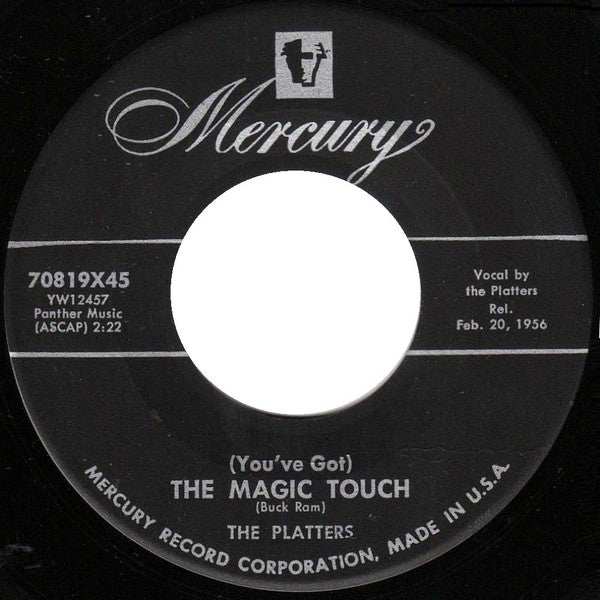 Mercury
70819X45
YW12457
Panther Music
(ASCAP) 2:22
Vocal by
the Platters
Rel.
Feb. 20, 1956
(You've Got)
THE MAGIC TOUCH
(Buck Ram)
THE PLATTERS
MERCURY RECORD CORPORATION, MADE IN U.S.A.